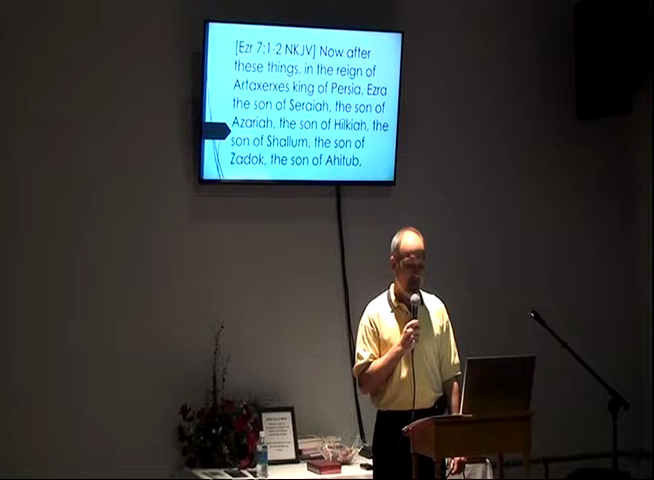 [Ezr 7:1-2 NKJV] Now after
these things, in the reign of
Artaxerxes king of Persia, Ezra
the son of Seraiah, the son of
Azariah, the son of Hilkiah, the
son of Shallum, the son of
Zadok, the son of Ahitub,